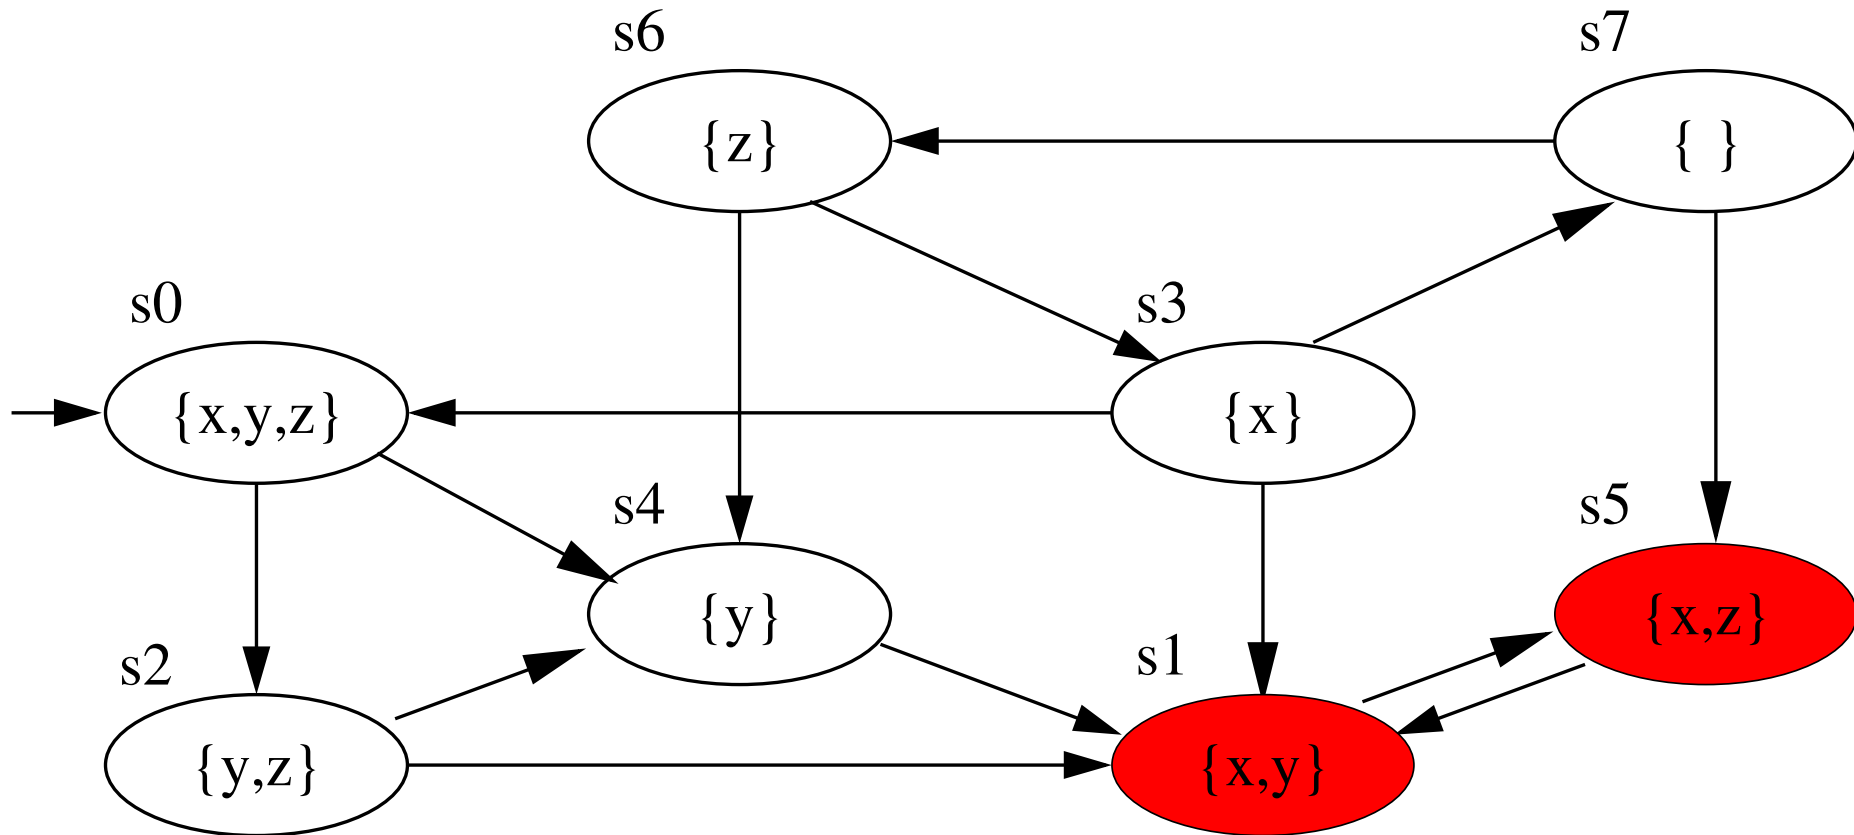 s6
s7
{z}
{ }
s0
s3
{x,y,z}
{x}
s4
s5
{y}
{x,z}
s2
s1
{y,z}
{x,y}